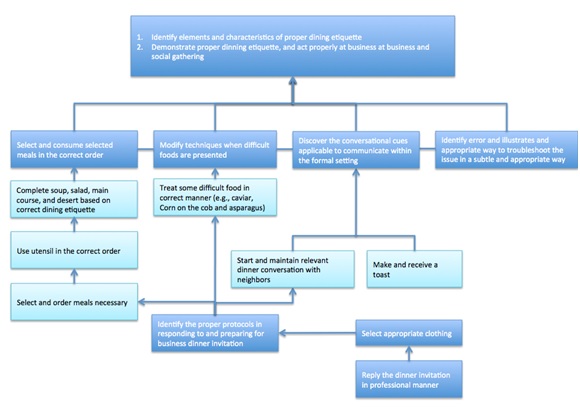 1. Identify elements and characteristics of proper dining etiquette
2. Demonstrate proper dinning etiquette, and act properly at business at business and
social gathering
Select and consume selected
meals in the correct order
Modify techniques when difficult
foods are presented
Discover the conversational cues
applicable to communicate within
the formal setting
Identify error and illustrates and
appropriate way to troubleshoot the
issue in a subtle and appropriate way
Complete soup, salad, main
course, and desert based on
correct dining etiquette
Treat some difficult food in
correct manner (e.g., caviar,
Corn on the cob and asparagus)
Use utensil in the correct order
Start and maintain relevant
dinner conversation with
neighbors
Make and receive a
toast
Select and order meals necessary
Identify the proper protocols in
responding to and preparing for
business dinner invitation
Select appropriate clothing
Reply the dinner invitation
in professional manner